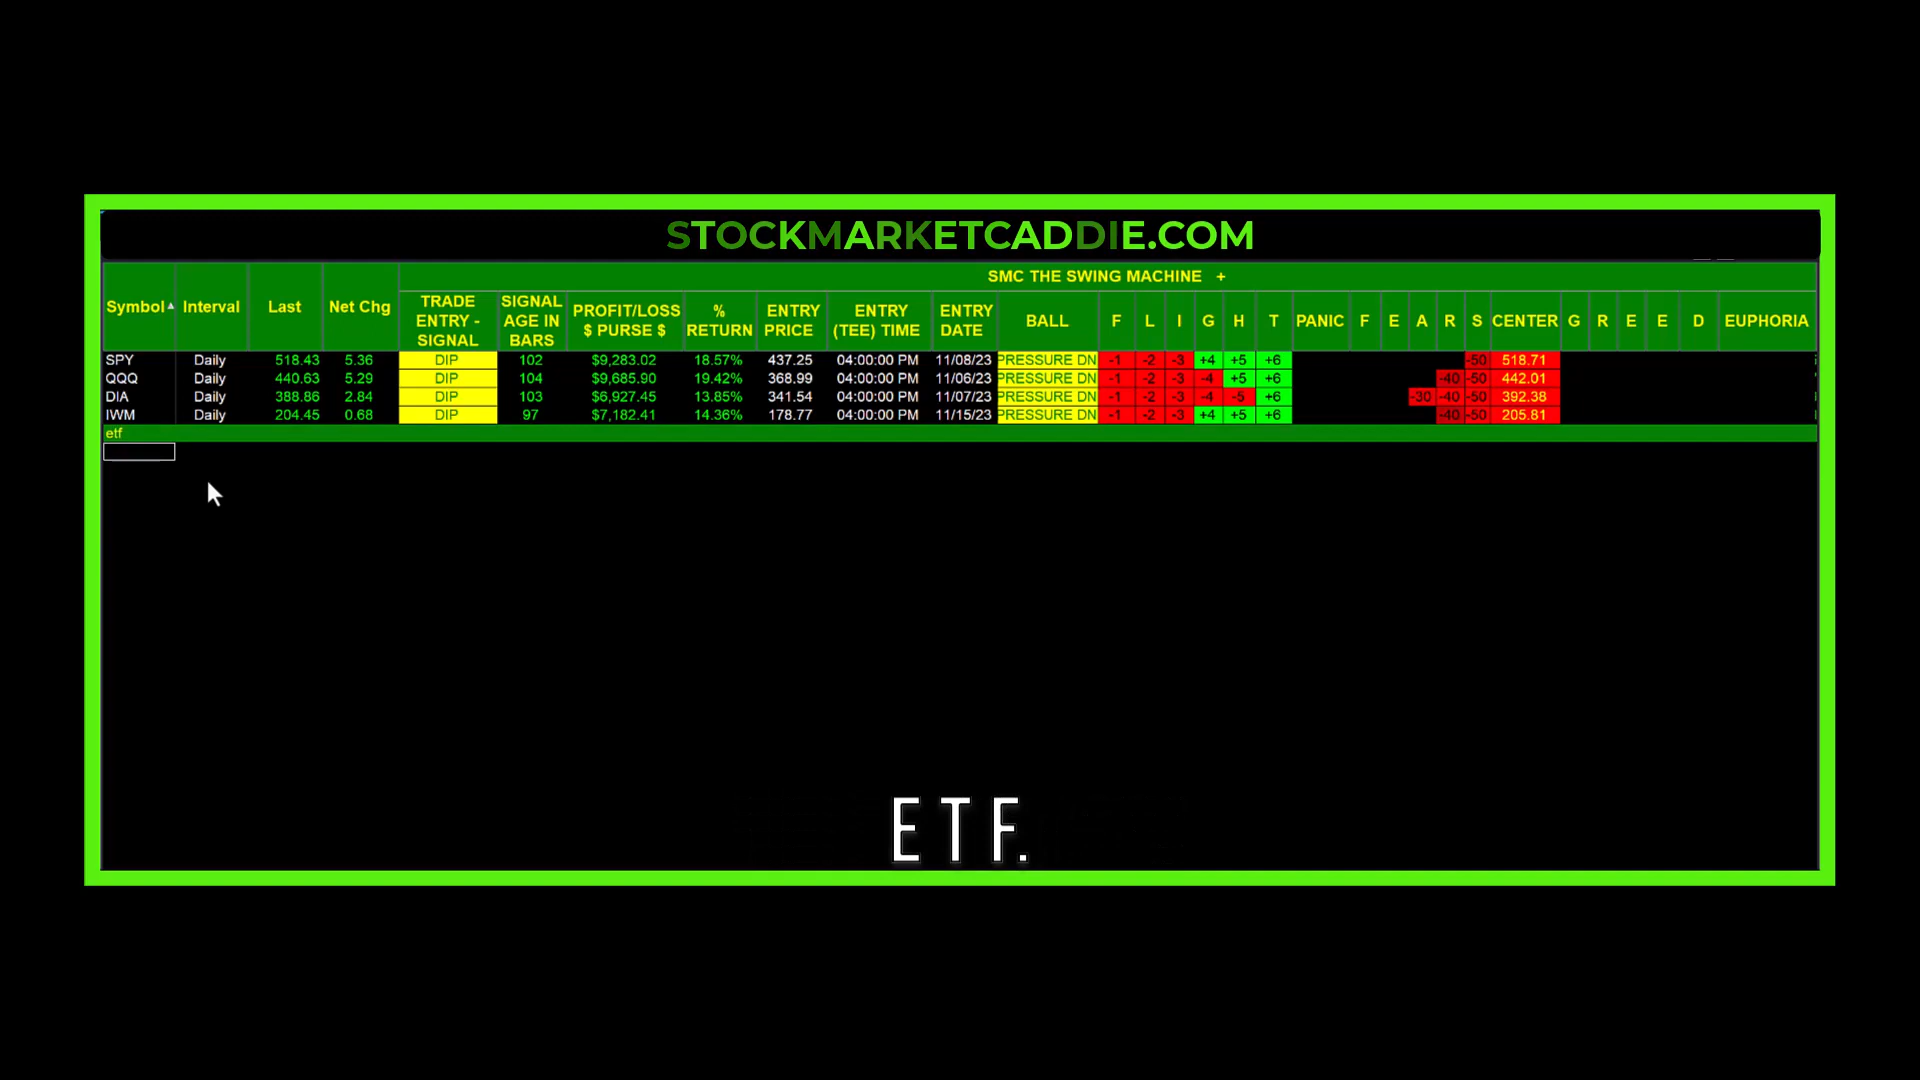 STOCKMARKETCADDIE.COM
SMC THE SWING MACHINE +
Symbol Interval Last Net Chg TRADE ENTRY - SIGNAL SIGNAL AGE IN BARS PROFIT/LOSS $ PURSE $ % RETURN ENTRY PRICE ENTRY (TEE) TIME ENTRY DATE BALL F L I G H T PANIC F E A R S CENTER G R E E D EUPHORIA
SPY Daily 518.43 5.36 DIP 102 $9,283.02 18.57% 437.25 04:00:00 PM 11/08/23 PRESSURE DN -1 -2 -3 +4 +5 +6 -50 518.71
QQQ Daily 440.63 5.29 DIP 104 $9,685.90 19.42% 368.99 04:00:00 PM 11/06/23 PRESSURE DN -1 -2 -3 -4 +5 +6 -40 -50 442.01
DIA Daily 388.86 2.84 DIP 103 $6,927.45 13.85% 341.54 04:00:00 PM 11/07/23 PRESSURE DN -1 -2 -3 -4 -5 +6 -30 -40 -50 392.38
IWM Daily 204.45 0.68 DIP 97 $7,182.41 14.36% 178.77 04:00:00 PM 11/15/23 PRESSURE DN -1 -2 -3 +4 +5 +6 -40 -50 205.81
etf
ETF.